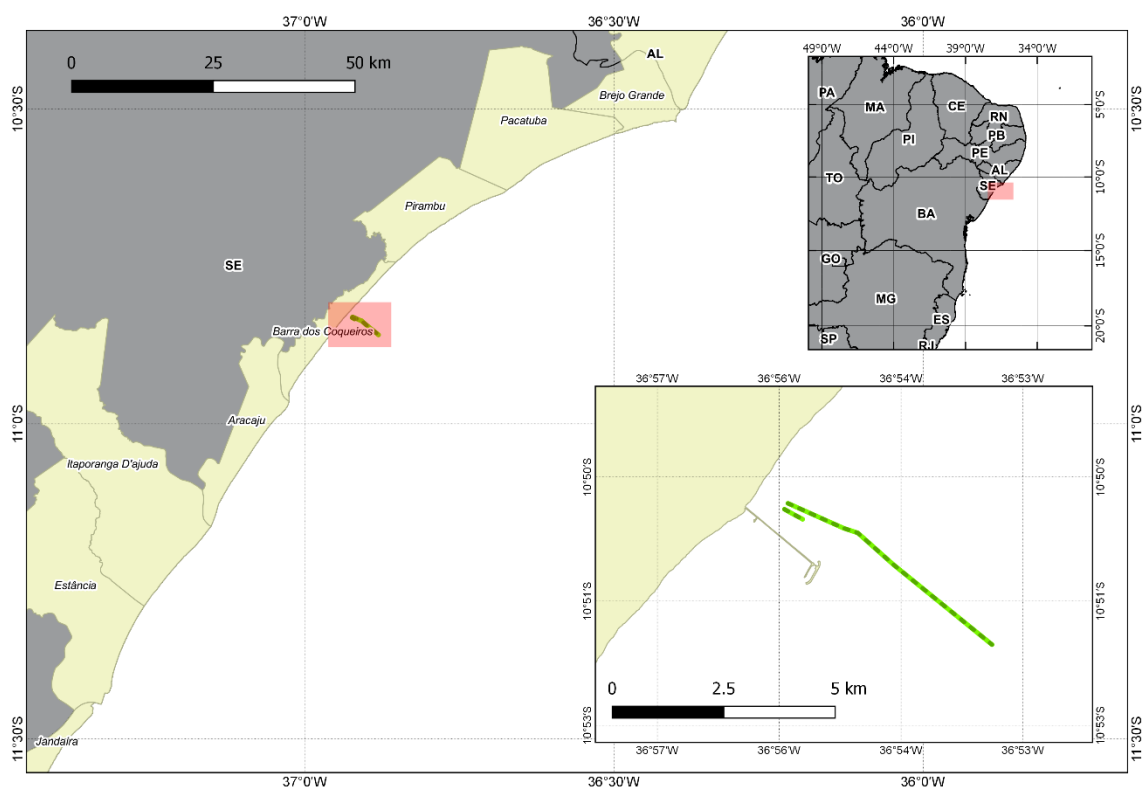 37°0'W 36°30'W 36°0'W
0 25 50 km
AL
Brejo Grande
Pacatuba
10°30'S
10°30'S
Pirambu
SE
Barra dos Coqueiros
Aracaju
11°0'S
11°0'S
Itaporanga D'ajuda
Estância
Jandaíra
11°30'S
11°30'S
37°0'W 36°30'W 36°0'W
49°0'W 44°0'W 39°0'W 34°0'W
PA
MA
CE
RN
PB
PI
PE
AL
TO
SE
BA
GO
MG
ES
SP
RJ
5°0'S
10°0'S
15°0'S
20°0'S
36°57'W 36°56'W 36°54'W 36°53'W
10°50'S
10°50'S
10°51'S
10°51'S
0 2.5 5 km
10°53'S
10°53'S
36°57'W 36°56'W 36°54'W 36°53'W